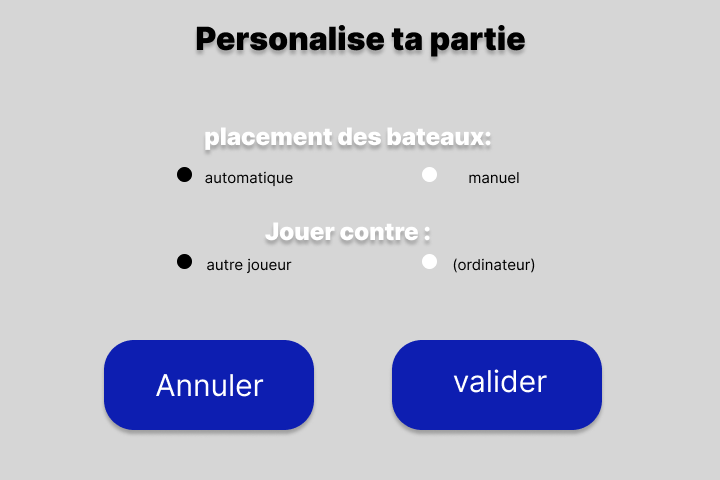 Personalise ta partie
placement des bateaux:
automatique manuel
Jouer contre :
autre joueur (ordinateur)
Annuler valider